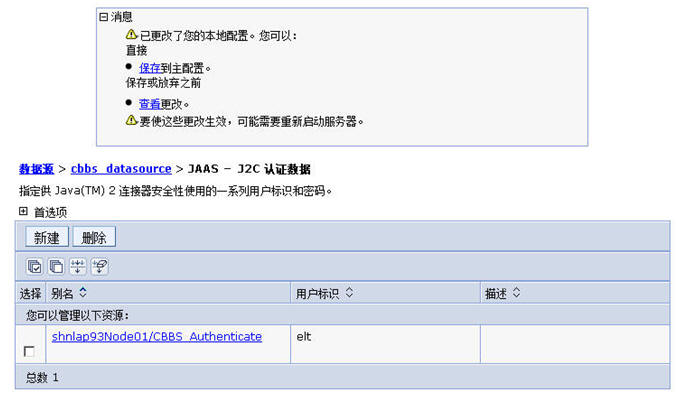 消息
已更改了您的本地配置。您可以：
直接
保存到主配置。
保存或放弃之前
查看更改。
要使这些更改生效，可能需要重新启动服务器。
数据源 > cbbs_datasource > JAAS - J2C 认证数据
指定供 Java(TM) 2 连接器安全性使用的一系列用户标识和密码。
首选项
新建 删除
选择 别名 用户标识 描述
您可以管理以下资源：
shnlap93Node01/CBBS_Authenticate elt
总数 1